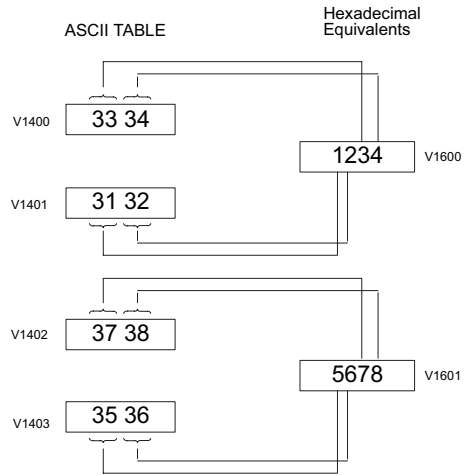 ASCII TABLE
Hexadecimal
Equivalents
V1400
33 34
1234
V1600
V1401
31 32
V1402
37 38
5678
V1601
V1403
35 36